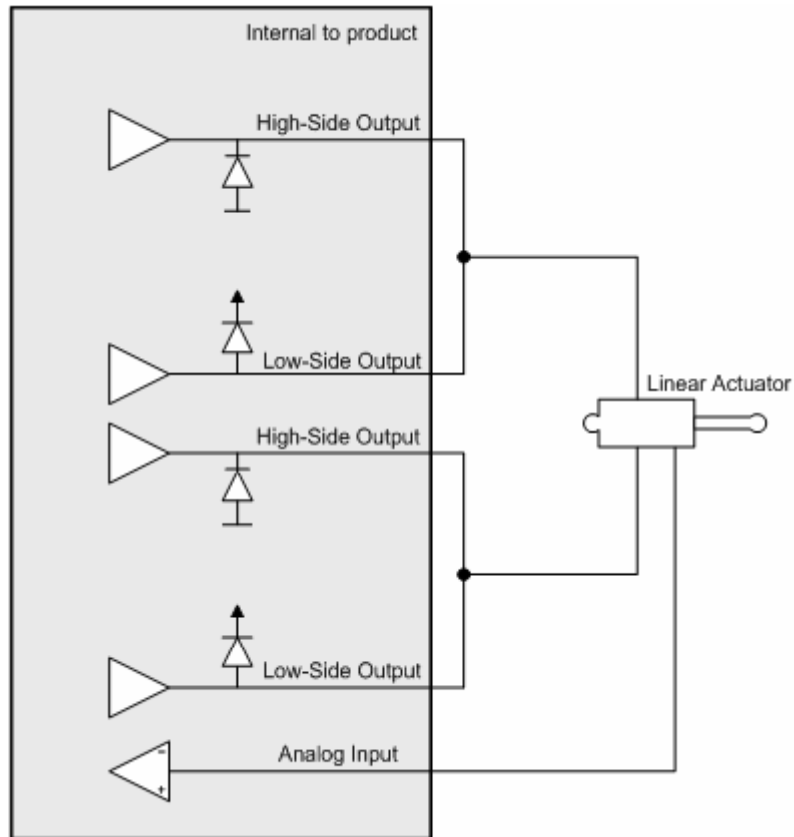 Internal to product
High-Side Output
Low-Side Output
Linear Actuator
High-Side Output
Low-Side Output
Analog Input
-
+